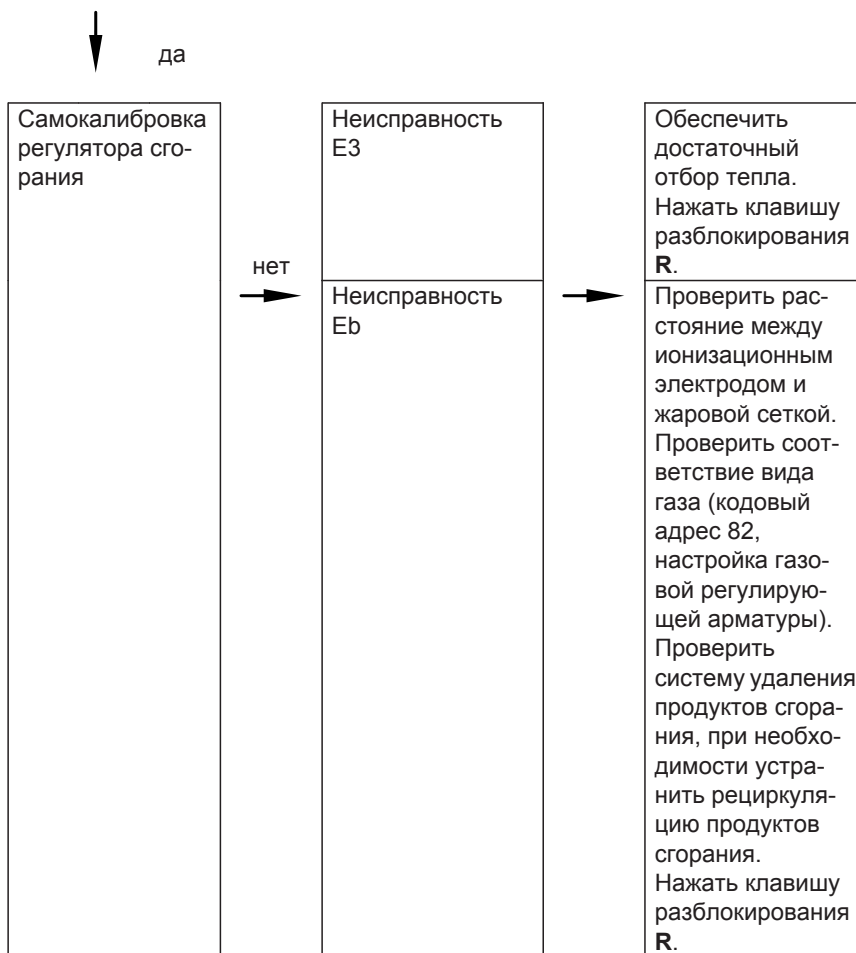 да
Самокалибровка
регулятора сго-
рания
нет
Неисправность
E3
Обеспечить
достаточный
отбор тепла.
Нажать клавишу
разблокирования
R.
Неисправность
Eb
Проверить рас-
стояние между
ионизационным
электродом и
жаровой сеткой.
Проверить соот-
ветствие вида
газа (кодовый
адрес 82,
настройка газо-
вой регулирую-
щей арматуры).
Проверить
систему удаления
продуктов сгора-
ния, при необхо-
димости устра-
нить рециркуля-
цию продуктов
сгорания.
Нажать клавишу
разблокирования
R.